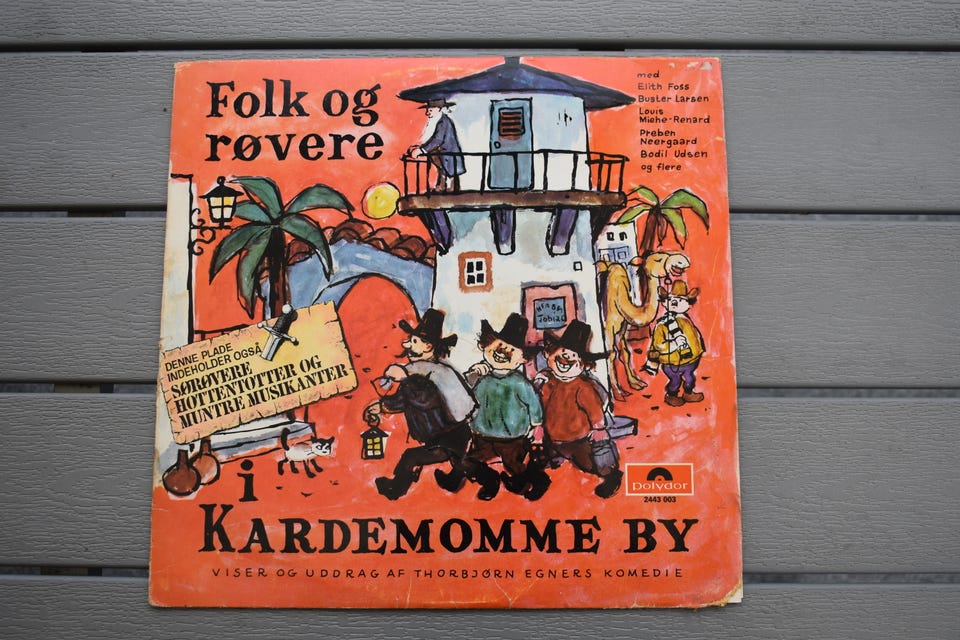 Folk og
røvere
med
Elith Foss
Buster Larsen
Louis
Miehe-Renard
Preben
Neergaard
Bodil Udsen
og flere
DENNE PLADE
INDEHOLDER OGSÅ
SØRØVERE
HOTTENTOTTER OG
MUNTRE MUSIKANTER
Tobias
polydor
2443 003
i
KARDEMOMME BY
VISER OG UDDRAG AF THORBJØRN EGNERS KOMEDIE